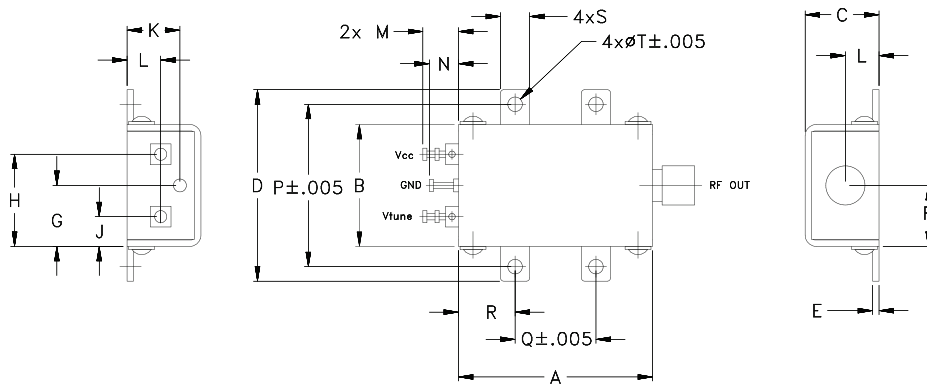 K
L
H
G
J
2x M
N
4xS
4xøT±.005
D
P±.005
B
Vcc
GND
Vtune
RF OUT
R
Q±.005
A
C
L
E